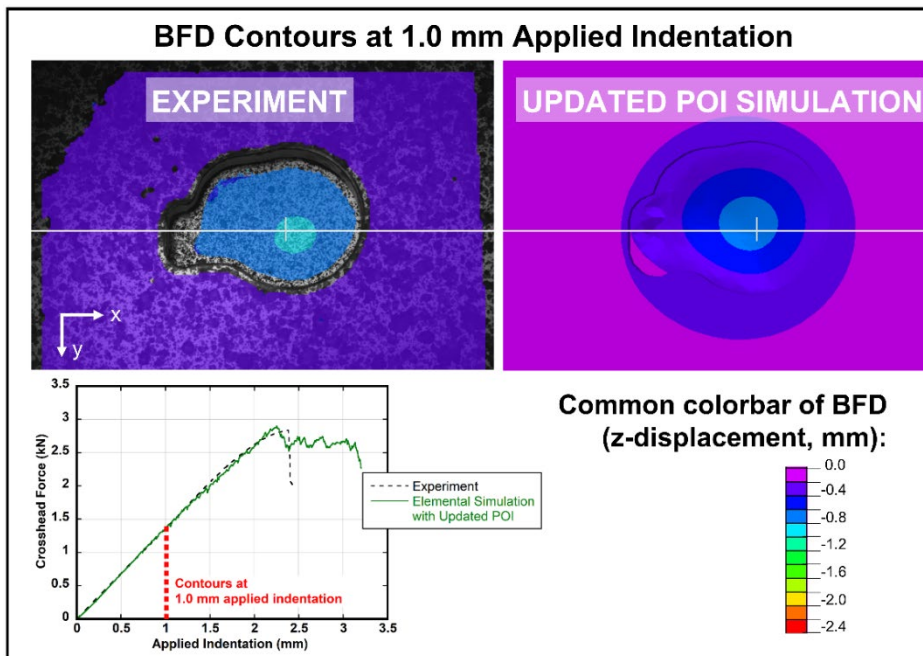 BFD Contours at 1.0 mm Applied Indentation
EXPERIMENT
UPDATED POI SIMULATION
x
y
3.5
3
2.5
2
1.5
1
0.5
0
Crosshead Force (kN)
0 0.5 1 1.5 2 2.5 3 3.5
Applied Indentation (mm)
Contours at
1.0 mm applied indentation
Experiment
Elemental Simulation
with Updated POI
Common colorbar of BFD
(z-displacement, mm):
0.0
-0.4
-0.8
-1.2
-1.6
-2.0
-2.4